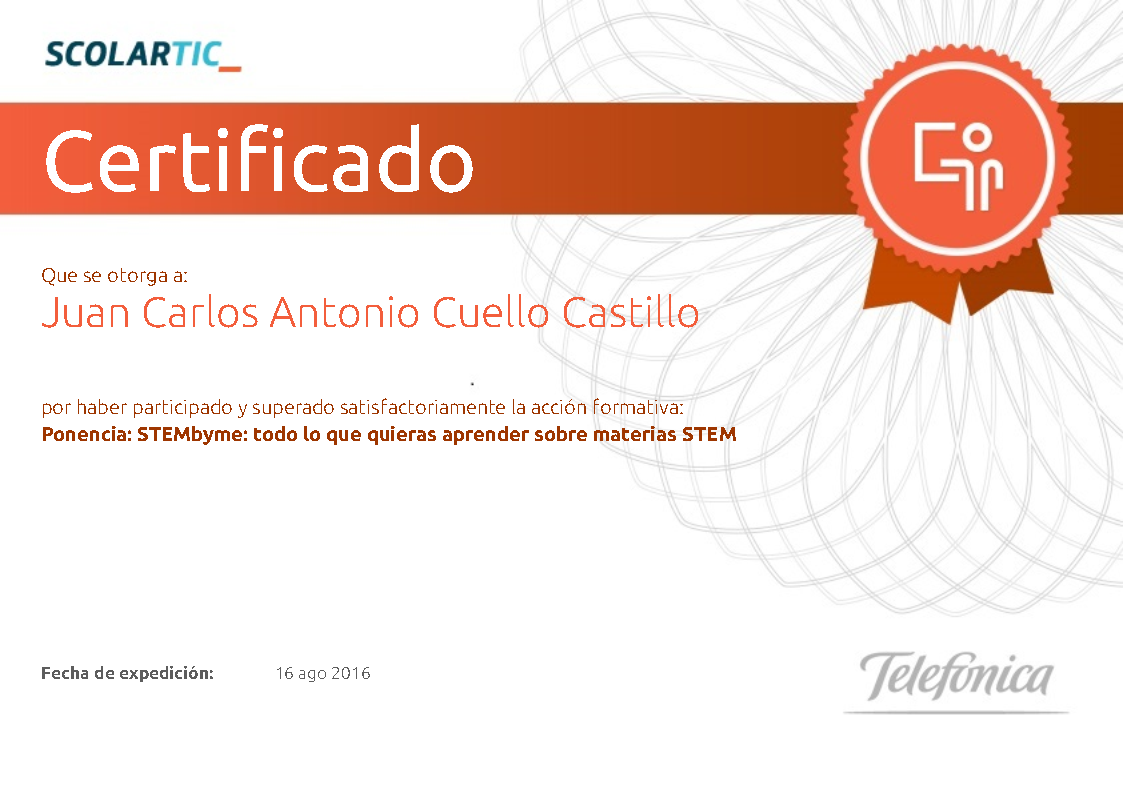 SCOLARTIC_
Certificado
Que se otorga a:
Juan Carlos Antonio Cuello Castillo
.
por haber participado y superado satisfactoriamente la acción formativa:
Ponencia: STEMbyme: todo lo que quieras aprender sobre materias STEM
Fecha de expedición: 16 ago 2016
Telefónica